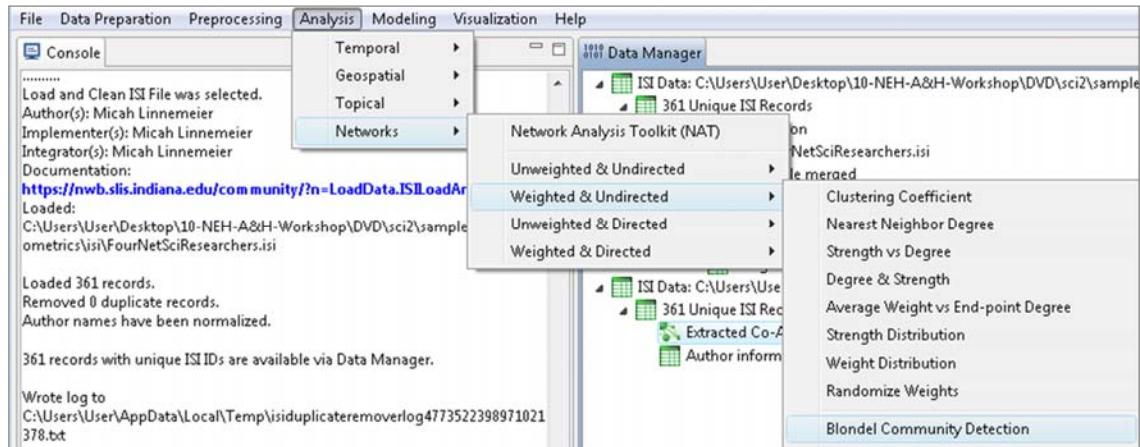 File Data Preparation Preprocessing Analysis Modeling Visualization Help
Console
..........
Load and Clean ISI File was selected.
Author(s): Micah Linnemeier
Implementer(s): Micah Linnemeier
Integrator(s): Micah Linnemeier
Documentation:
https://nwb.slis.indiana.edu/community/?n=LoadData.ISILoadAr
Loaded:
C:\Users\User\Desktop\10-NEH-A&H-Workshop\DVD\sci2\sample
ometrics\isi\FourNetSciResearchers.isi
Loaded 361 records.
Removed 0 duplicate records.
Author names have been normalized.
361 records with unique ISI IDs are available via Data Manager.
Wrote log to
C:\Users\User\AppData\Local\Temp\isiduplicateremoverlog4773522398971021
378.txt
Temporal
Geospatial
Topical
Networks
Network Analysis Toolkit (NAT)
Unweighted & Undirected
Weighted & Undirected
Unweighted & Directed
Weighted & Directed
Data Manager
ISI Data: C:\Users\User\Desktop\10-NEH-A&H-Workshop\DVD\sci2\sample
361 Unique ISI Records
on
NetSciResearchers.isi
le merged
ISI Data: C:\Users\Use
361 Unique ISI Rec
Extracted Co-A
Author inform
Clustering Coefficient
Nearest Neighbor Degree
Strength vs Degree
Degree & Strength
Average Weight vs End-point Degree
Strength Distribution
Weight Distribution
Randomize Weights
Blondel Community Detection